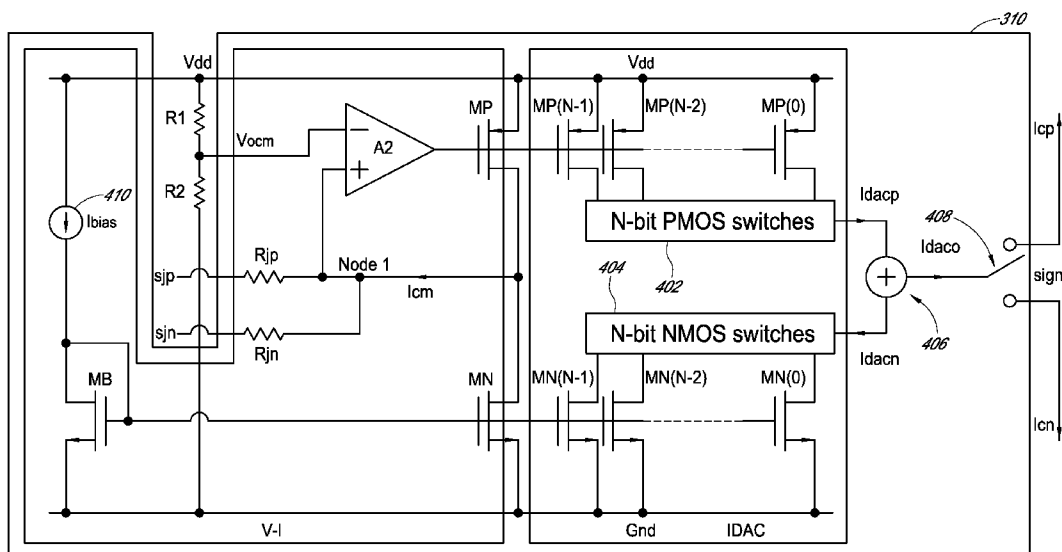 310
Vdd
Vdd
R1
Vocm
A2
MP
MP(N-1)
MP(N-2)
MP(0)
Icp
R2
410
Ibias
N-bit PMOS switches
Idacp
408
Idaco
sjp
Rjp
Node 1
Icm
404
402
sign
sjn
Rjn
N-bit NMOS switches
406
Idacn
MB
MN
MN(N-1)
MN(N-2)
MN(0)
Icn
V-I
Gnd
IDAC